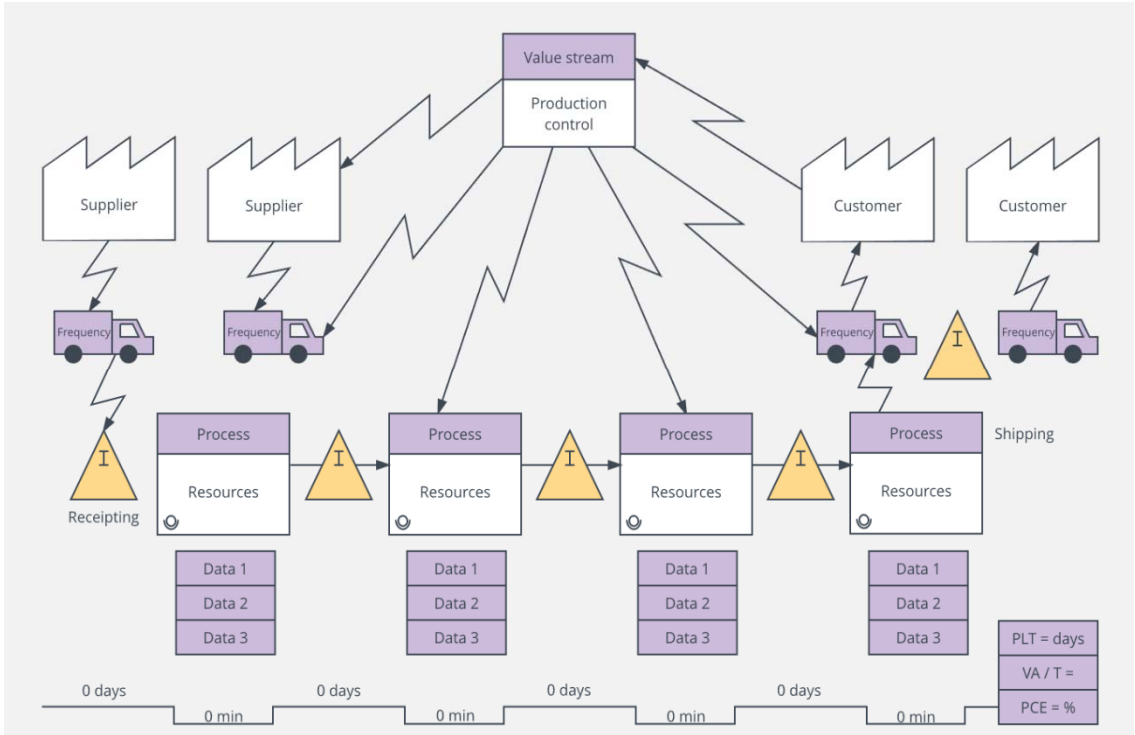 Value stream
Production
control
Supplier
Supplier
Customer
Customer
Frequency
Frequency
Frequency
I
Frequency
I
Receipting
Process
Resources
I
Process
Resources
I
Process
Resources
I
Process
Resources
Shipping
Data 1
Data 2
Data 3
Data 1
Data 2
Data 3
Data 1
Data 2
Data 3
Data 1
Data 2
Data 3
PLT = days
VA / T =
PCE = %
0 days
0 min
0 days
0 min
0 days
0 min
0 days
0 min